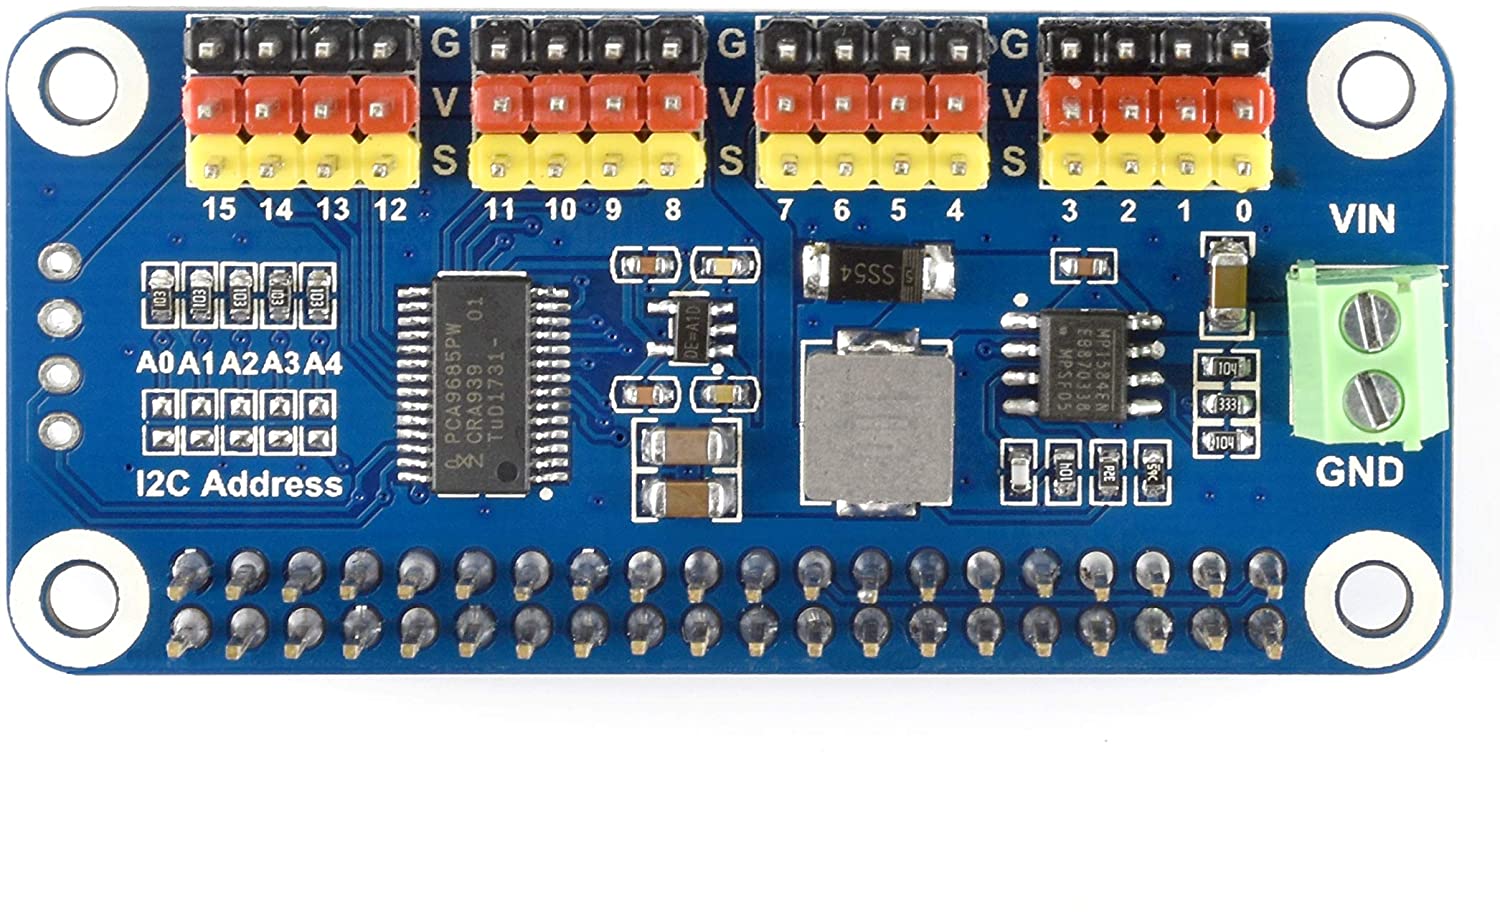 G G G G
V V V V
S S S S
15 14 13 12 11 10 9 8 7 6 5 4 3 2 1 0
VIN
103 103 103 103 103
A0 A1 A2 A3 A4
I2C Address
PCA9685PW 01
CRA939
TuD1731-
SS54
MP1584EN
MPSF05
104
333
104
GND
104